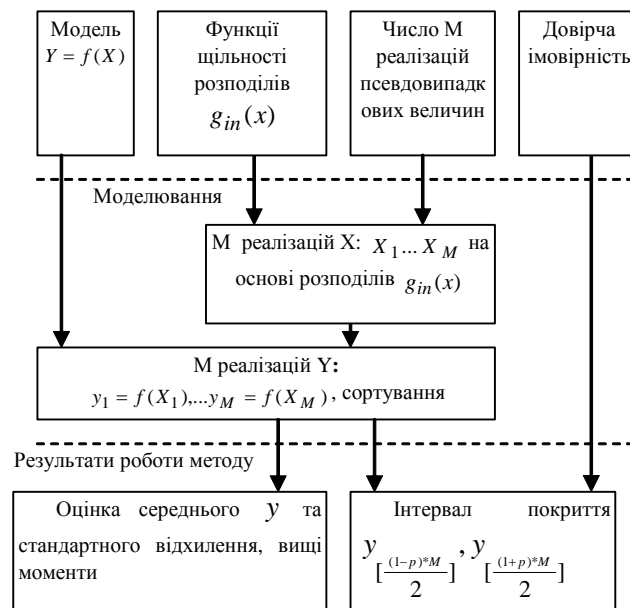 Модель
Y = f(X)
Функції
щільності
розподілів
g_in(x)
Число М
реалізацій
псевдовипадк
ових величин
Довірча
імовірність
Моделювання
М реалізацій X: X_1...X_M на
основі розподілів g_in(x)
М реалізацій Y:
y_1 = f(X_1),...y_M = f(X_M), сортування
Результати роботи методу
Оцінка середнього y та
стандартного відхилення, вищі
моменти
Інтервал покриття
y_[(1−p)*M/2], y_[(1+p)*M/2]